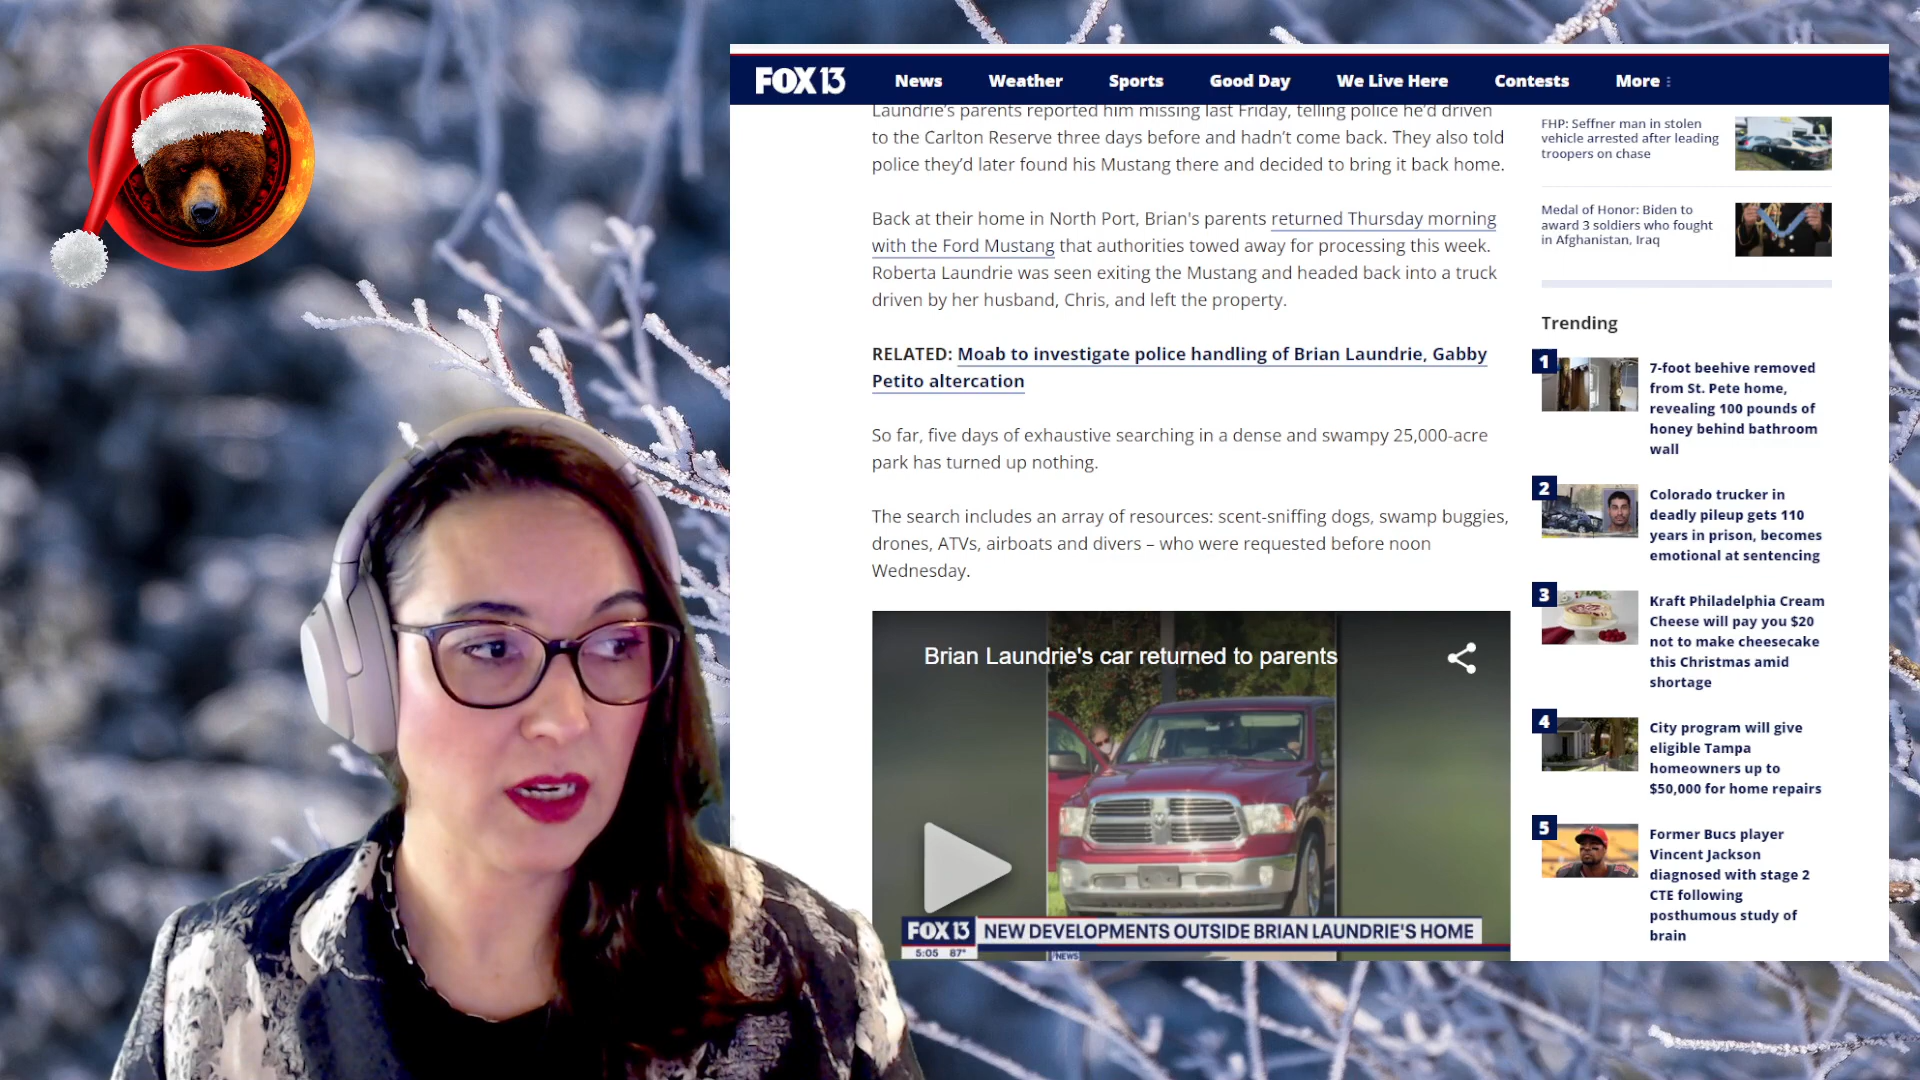 FOX 13 News Weather Sports Good Day We Live Here Contests More
Laundrie's parents reported him missing last Friday, telling police he'd driven
to the Carlton Reserve three days before and hadn't come back. They also told
police they'd later found his Mustang there and decided to bring it back home.
Back at their home in North Port, Brian's parents returned Thursday morning
with the Ford Mustang that authorities towed away for processing this week.
Roberta Laundrie was seen exiting the Mustang and headed back into a truck
driven by her husband, Chris, and left the property.
RELATED: Moab to investigate police handling of Brian Laundrie, Gabby
Petito altercation
So far, five days of exhaustive searching in a dense and swampy 25,000-acre
park has turned up nothing.
The search includes an array of resources: scent-sniffing dogs, swamp buggies,
drones, ATVs, airboats and divers – who were requested before noon
Wednesday.
Brian Laundrie's car returned to parents
FOX 13 NEW DEVELOPMENTS OUTSIDE BRIAN LAUNDRIE'S HOME
5:05 87°
NEWS
FHP: Seffner man in stolen
vehicle arrested after leading
troopers on chase
Medal of Honor: Biden to
award 3 soldiers who fought
in Afghanistan, Iraq
Trending
1
7-foot beehive removed
from St. Pete home,
revealing 100 pounds of
honey behind bathroom
wall
2
Colorado trucker in
deadly pileup gets 110
years in prison, becomes
emotional at sentencing
3
Kraft Philadelphia Cream
Cheese will pay you $20
not to make cheesecake
this Christmas amid
shortage
4
City program will give
eligible Tampa
homeowners up to
$50,000 for home repairs
5
Former Bucs player
Vincent Jackson
diagnosed with stage 2
CTE following
posthumous study of
brain